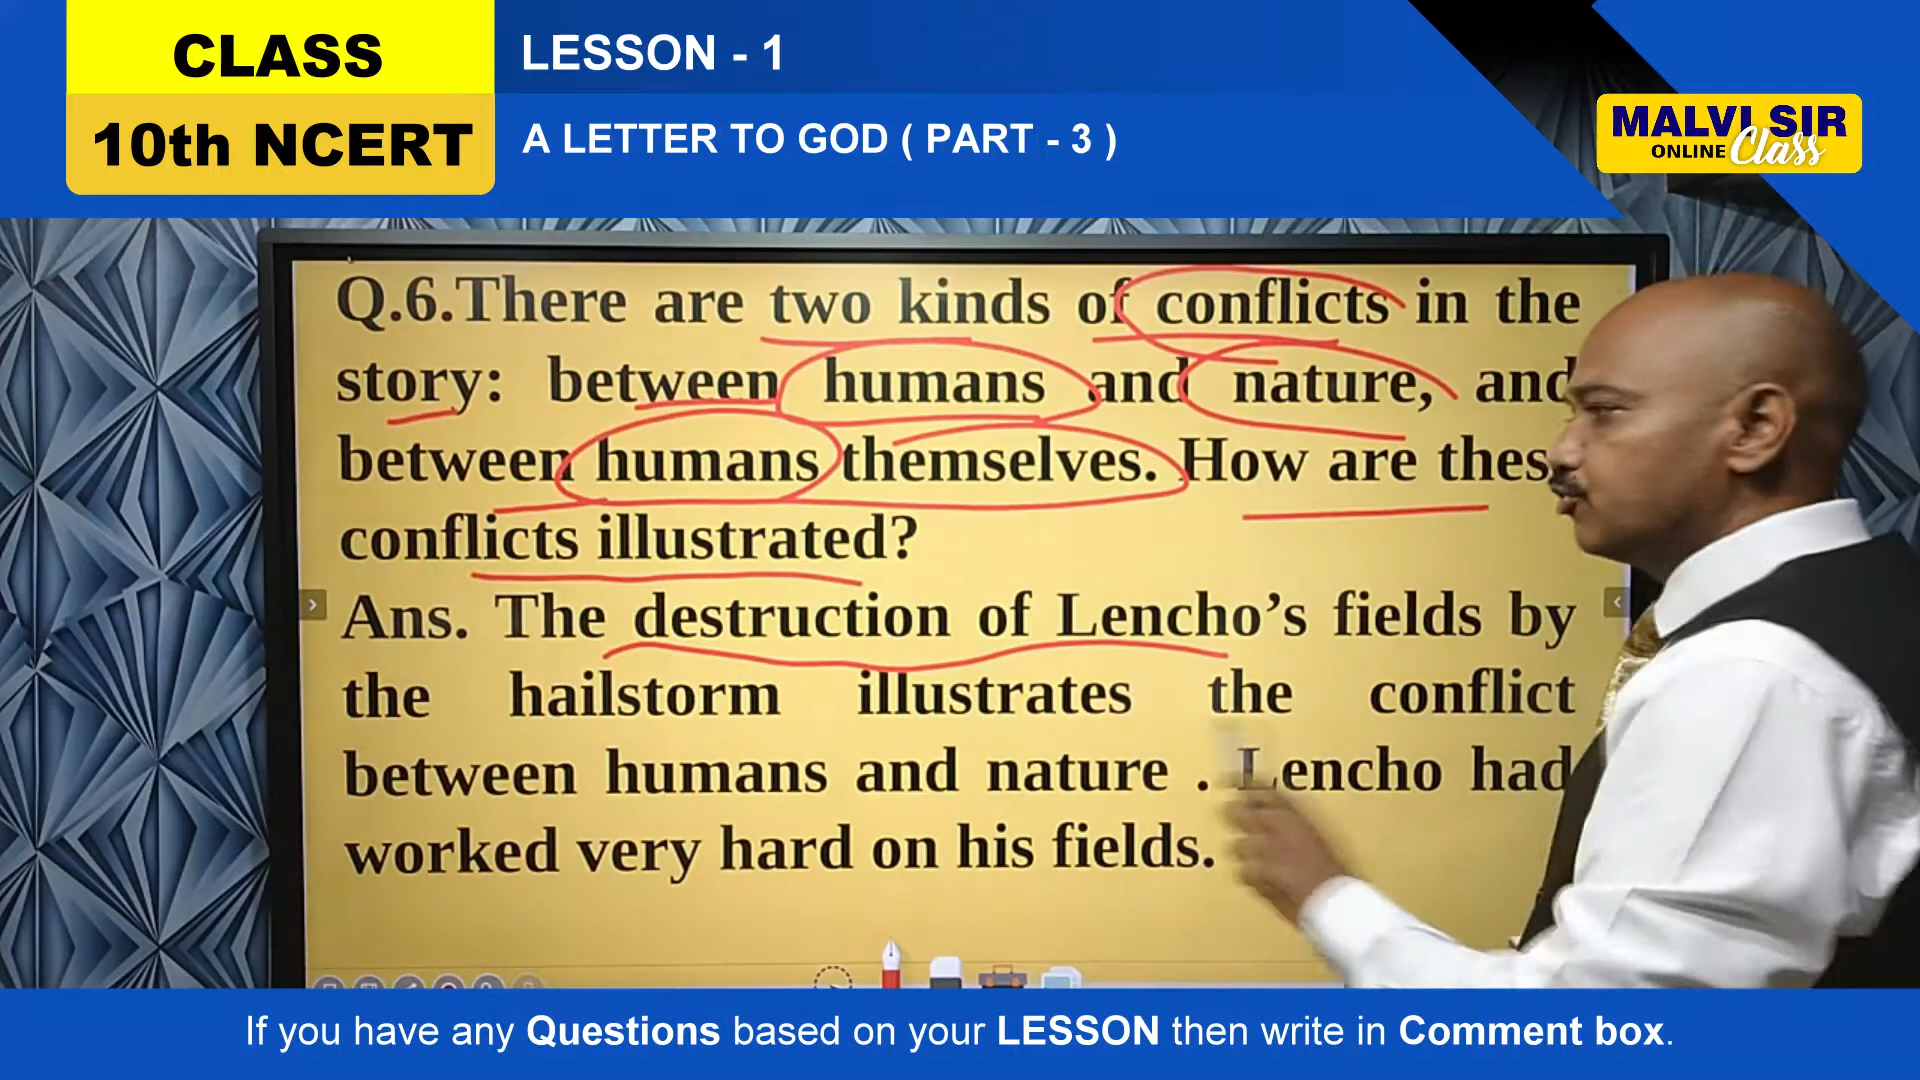 CLASS
10th NCERT
LESSON - 1
A LETTER TO GOD ( PART - 3 )
MALVI SIR
ONLINE Class
Q.6.There are two kinds of conflicts in the
story: between humans and nature, and
between humans themselves. How are thes
conflicts illustrated?
Ans. The destruction of Lencho's fields by
the hailstorm illustrates the conflict
between humans and nature . Lencho had
worked very hard on his fields.
If you have any Questions based on your LESSON then write in Comment box.